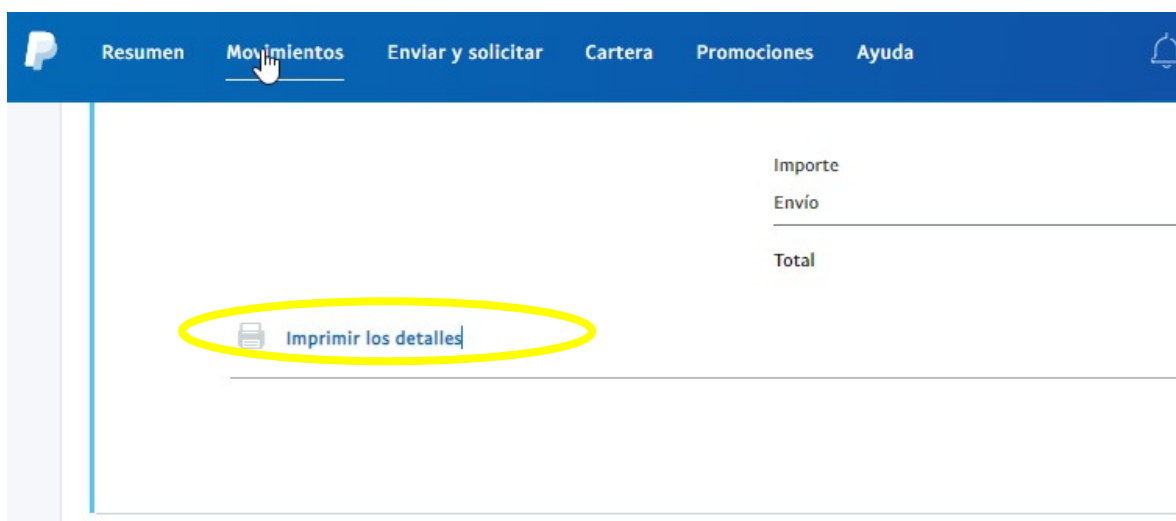 Resumen Movimientos Enviar y solicitar Cartera Promociones Ayuda
Importe
Envío
Total
Imprimir los detalles